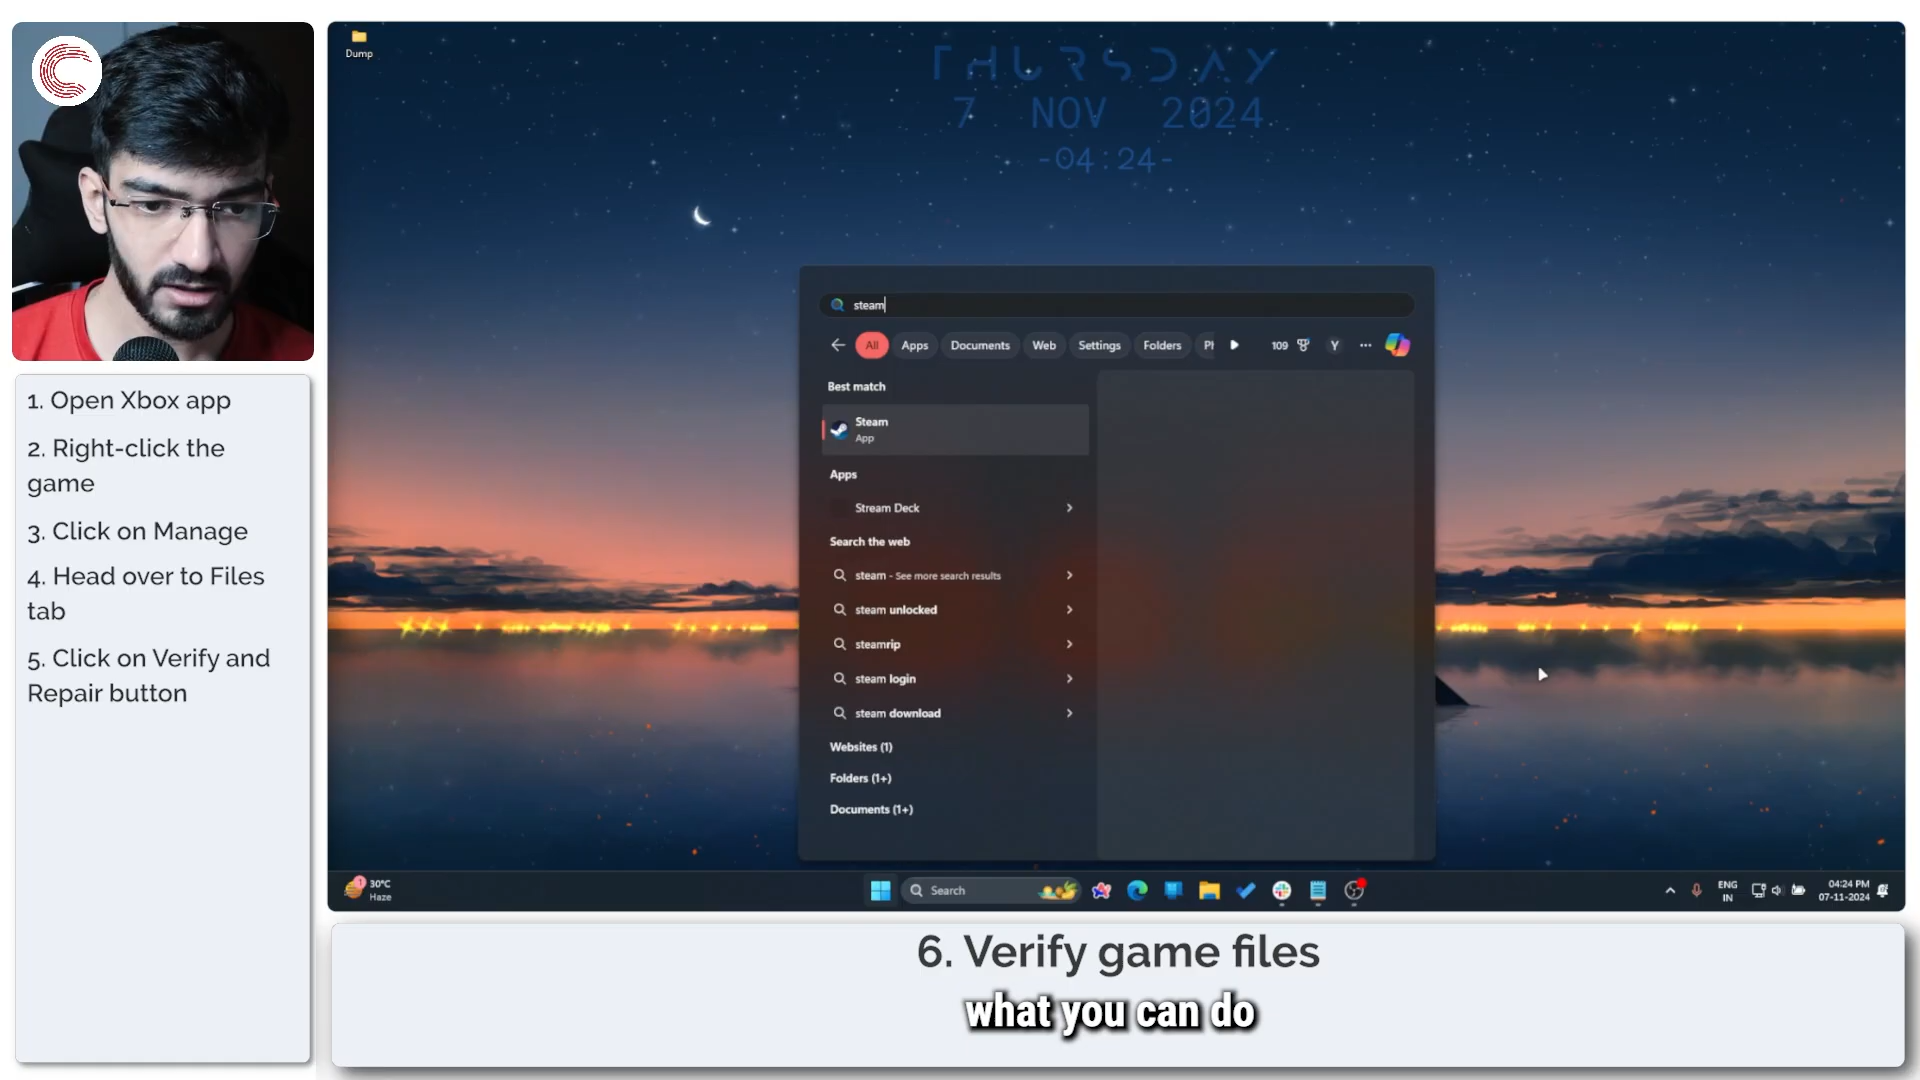 Dump
THURSDAY
7 NOV 2024
-04:24-
1. Open Xbox app
2. Right-click the
game
3. Click on Manage
4. Head over to Files
tab
5. Click on Verify and
Repair button
steam
All Apps Documents Web Settings Folders 109 Y
Best match
Steam
App
Apps
Stream Deck
Search the web
steam - See more search results
steam unlocked
steamrip
steam login
steam download
Websites (1)
Folders (1+)
Documents (1+)
30°C
Haze
1
Search
ENG
IN
04:24 PM
07-11-2024
6. Verify game files
what you can do